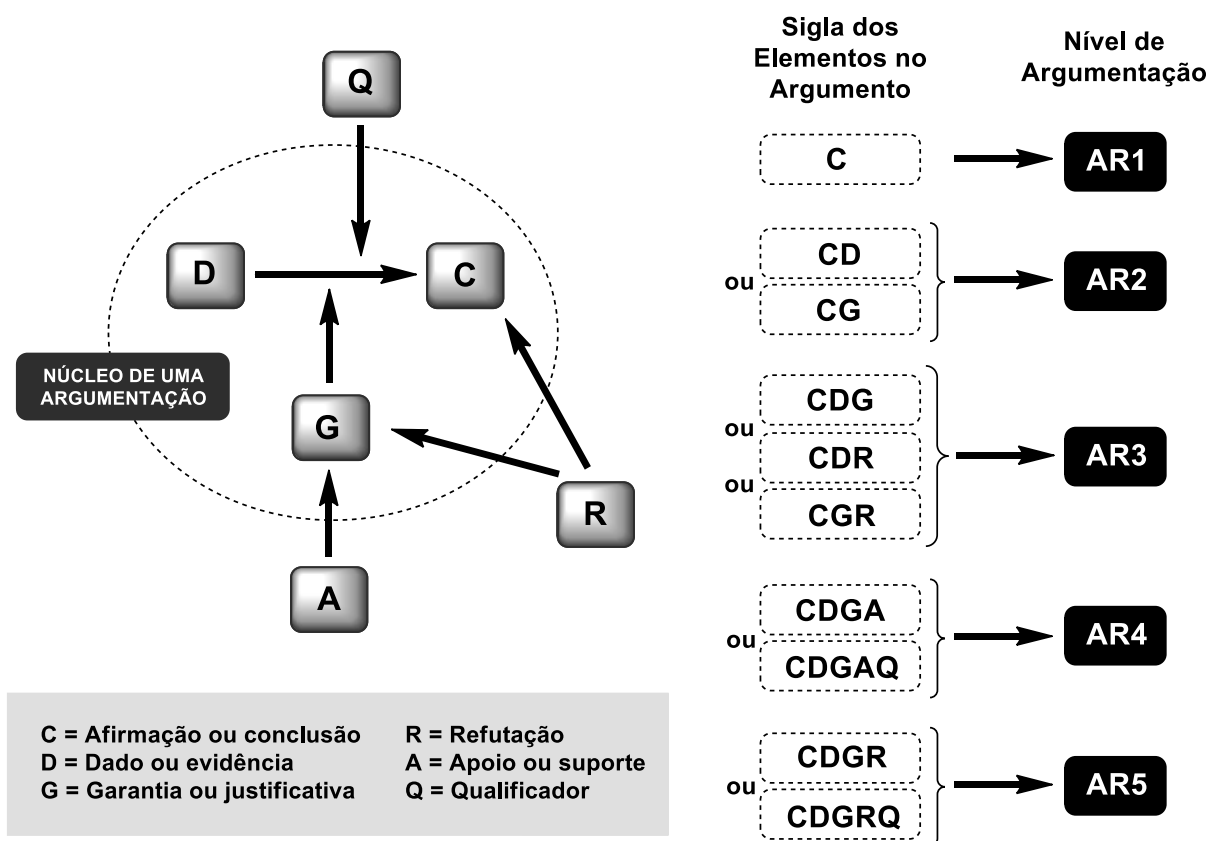 Q
D
C
NÚCLEO DE UMA
ARGUMENTAÇÃO
G
R
A
C = Afirmação ou conclusão
D = Dado ou evidência
G = Garantia ou justificativa
R = Refutação
A = Apoio ou suporte
Q = Qualificador
Sigla dos
Elementos no
Argumento
Nível de
Argumentação
C
AR1
CD
ou
CG
AR2
CDG
ou
CDR
ou
CGR
AR3
CDGA
ou
CDGAQ
AR4
CDGR
ou
CDGRQ
AR5